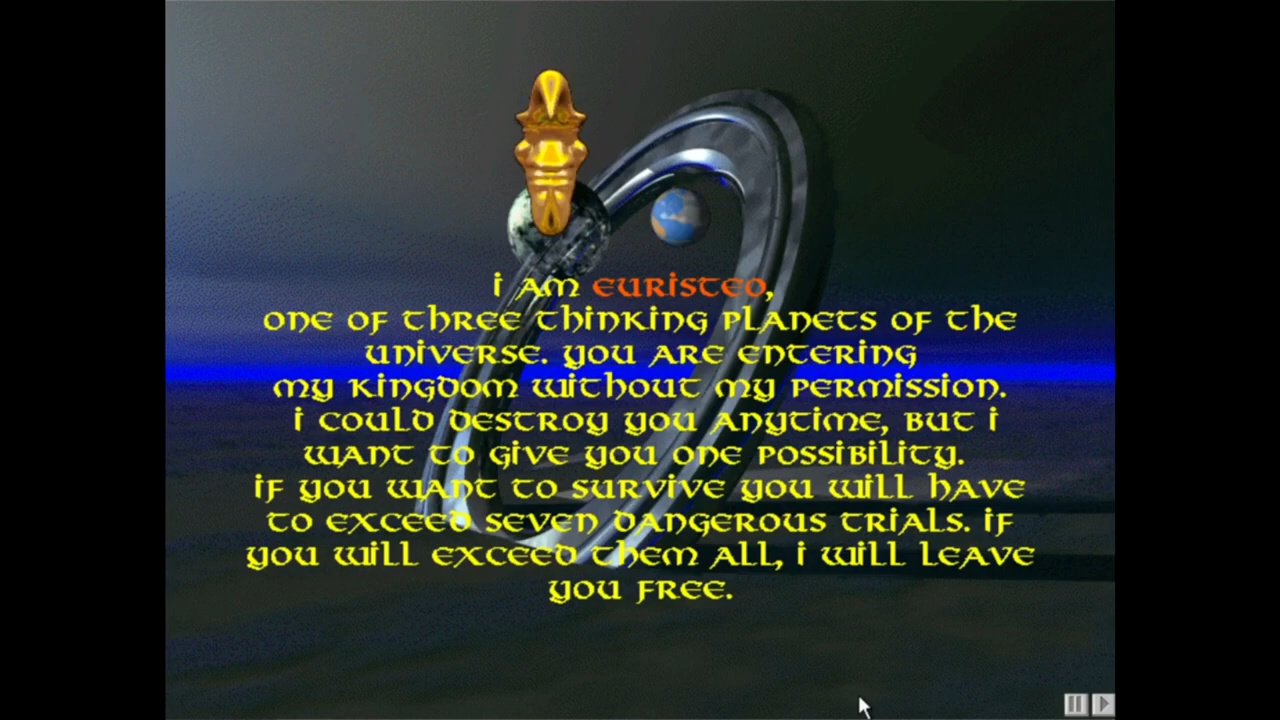 I AM EURISTEO,
ONE OF THREE THINKING PLANETS OF THE
UNIVERSE. YOU ARE ENTERING
MY KINGDOM WITHOUT MY PERMISSION.
I COULD DESTROY YOU ANYTIME, BUT I
WANT TO GIVE YOU ONE POSSIBILITY.
IF YOU WANT TO SURVIVE YOU WILL HAVE
TO EXCEED SEVEN DANGEROUS TRIALS. IF
YOU WILL EXCEED THEM ALL, I WILL LEAVE
YOU FREE.